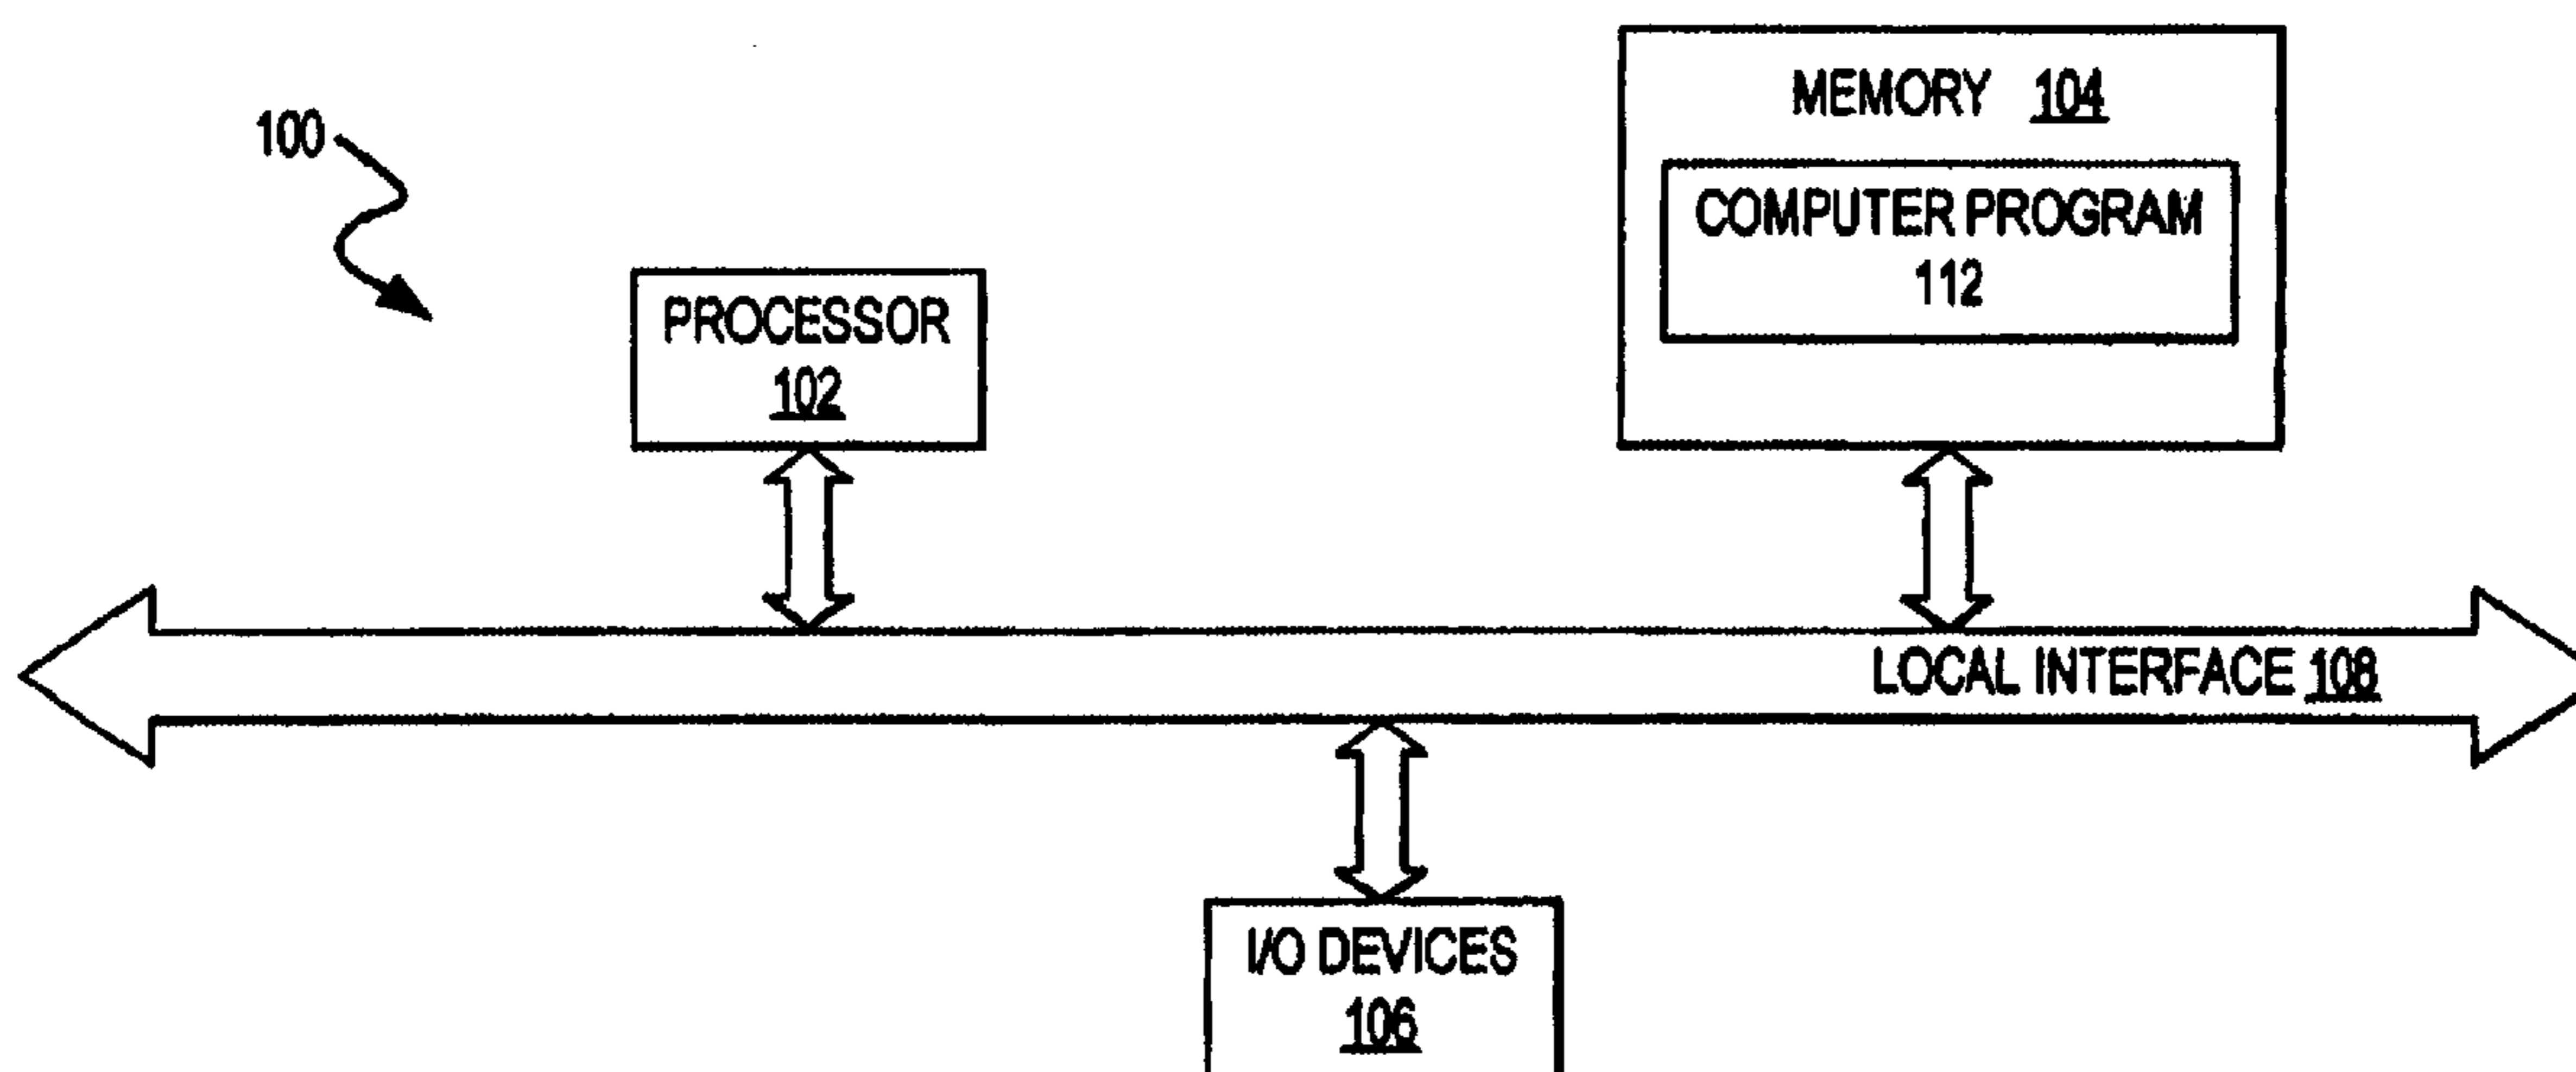 100
MEMORY 104
COMPUTER PROGRAM
112
PROCESSOR
102
LOCAL INTERFACE 108
I/O DEVICES
106